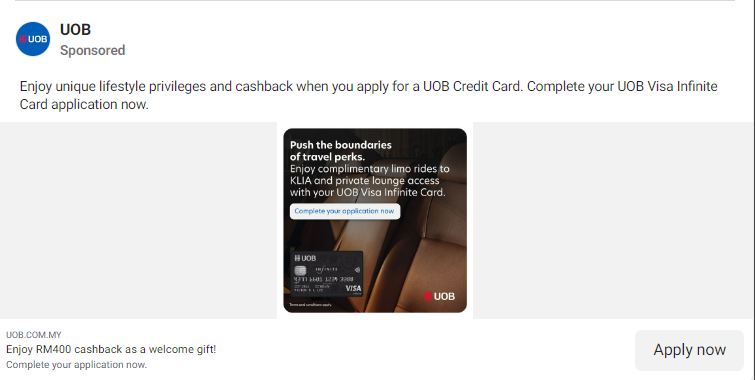 UOB
UOB
Sponsored
Enjoy unique lifestyle privileges and cashback when you apply for a UOB Credit Card. Complete your UOB Visa Infinite
Card application now.
Push the boundaries
of travel perks.
Enjoy complimentary limo rides to
KLIA and private lounge access
with your UOB Visa Infinite Card.
Complete your application now
UOB
INFINITE
VISA
UOB
Terms and conditions apply.
UOB.COM.MY
Enjoy RM400 cashback as a welcome gift!
Complete your application now.
Apply now